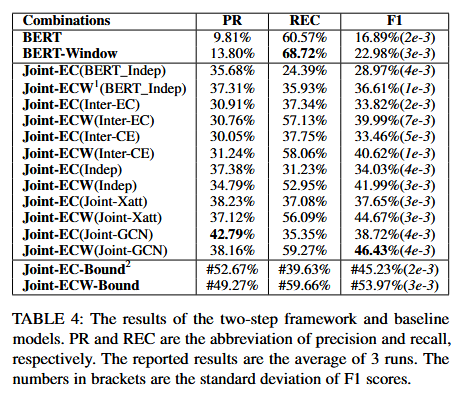 Combinations PR REC F1
BERT 9.81% 60.57% 16.89%(2e-3)
BERT-Window 13.80% 68.72% 22.98%(3e-3)
Joint-EC(BERT_Indep) 35.68% 24.39% 28.97%(4e-3)
Joint-ECW1(BERT_Indep) 37.31% 35.93% 36.61%(1e-3)
Joint-EC(Inter-EC) 30.91% 37.34% 33.82%(2e-3)
Joint-ECW(Inter-EC) 30.76% 57.13% 39.99%(7e-3)
Joint-EC(Inter-CE) 30.05% 37.75% 33.46%(5e-3)
Joint-ECW(Inter-CE) 31.24% 58.06% 40.62%(1e-3)
Joint-EC(Indep) 37.38% 31.23% 34.03%(4e-3)
Joint-ECW(Indep) 34.79% 52.95% 41.99%(3e-3)
Joint-EC(Joint-Xatt) 38.23% 37.08% 37.65%(3e-3)
Joint-ECW(Joint-Xatt) 37.12% 56.09% 44.67%(3e-3)
Joint-EC(Joint-GCN) 42.79% 35.35% 38.72%(4e-3)
Joint-ECW(Joint-GCN) 38.16% 59.27% 46.43%(4e-3)
Joint-EC-Bound2 #52.67% #39.63% #45.23%(2e-3)
Joint-ECW-Bound #49.27% #59.66% #53.97%(3e-3)
TABLE 4: The results of the two-step framework and baseline
models. PR and REC are the abbreviation of precision and recall,
respectively. The reported results are the average of 3 runs. The
numbers in brackets are the standard deviation of F1 scores.